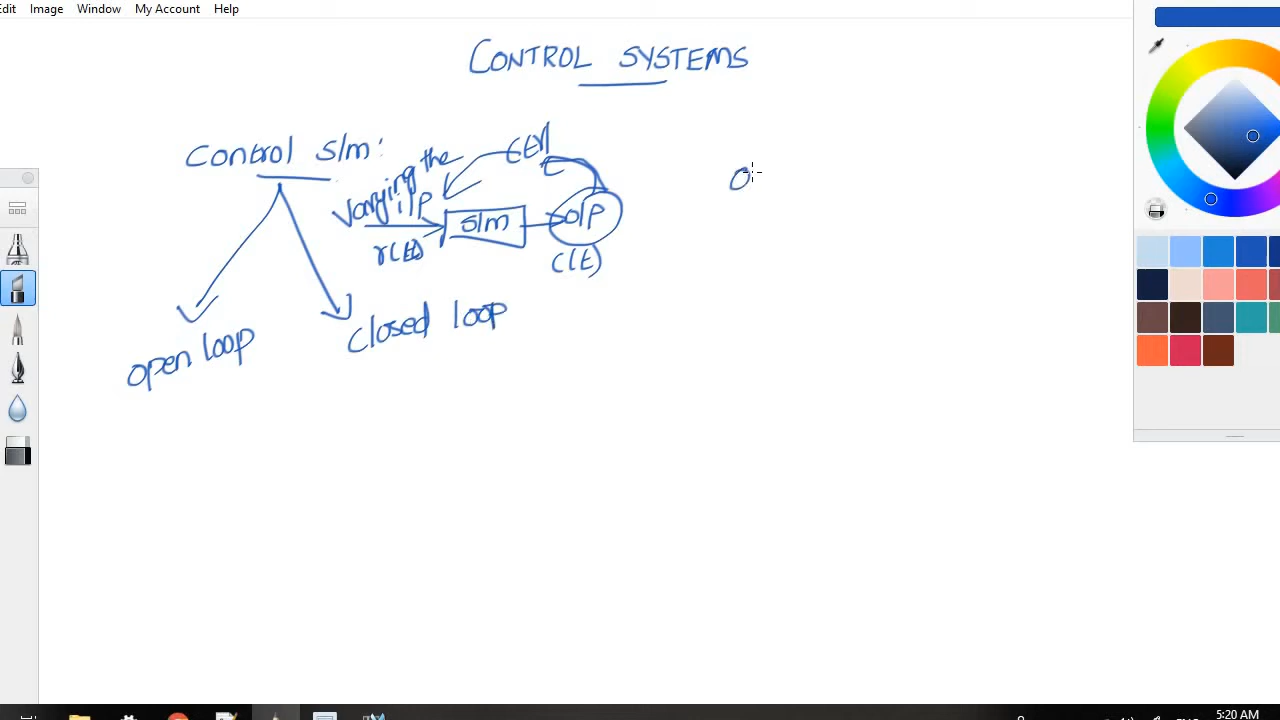 Edit Image Window My Account Help
CONTROL SYSTEMS
Control s/m:
varying the
i/p
s/m
o/p
r(t)
c(t)
open loop
closed loop
5:20 AM